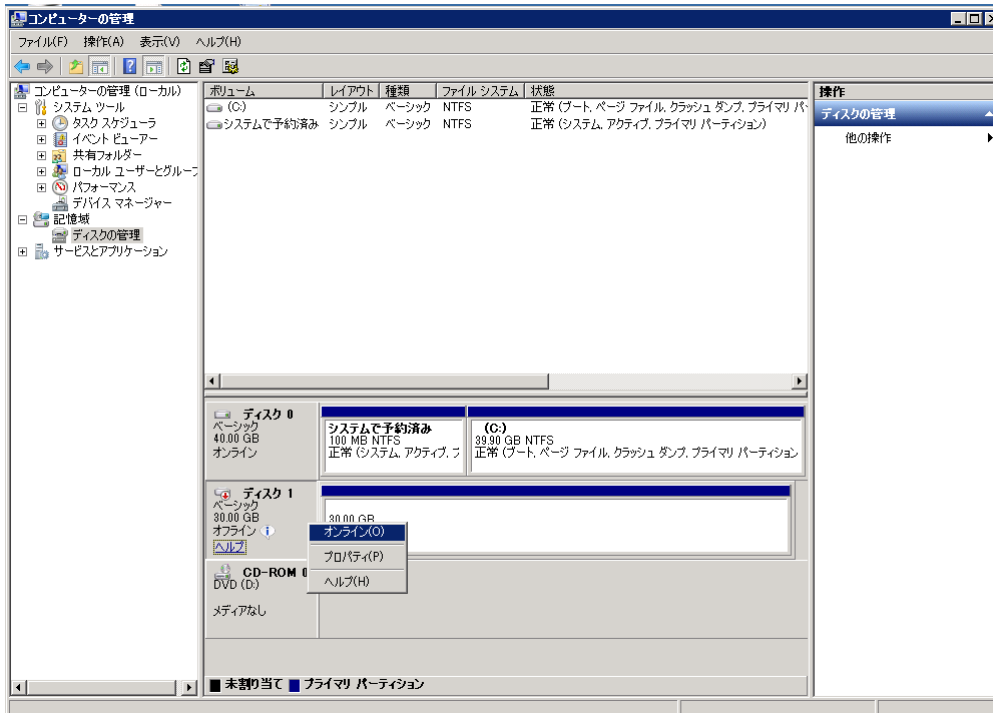 コンピューターの管理
ファイル(F) 操作(A) 表示(V) ヘルプ(H)
コンピューターの管理 (ローカル)
システム ツール
タスク スケジューラ
イベント ビューアー
共有フォルダー
ローカル ユーザーとグループ
パフォーマンス
デバイス マネージャー
記憶域
ディスクの管理
サービスとアプリケーション
ボリューム レイアウト 種類 ファイル システム 状態
(C:) シンプル ベーシック NTFS 正常 (ブート, ページ ファイル, クラッシュ ダンプ, プライマリ パ
システムで予約済み シンプル ベーシック NTFS 正常 (システム, アクティブ, プライマリ パーティション)
ディスク 0
ベーシック
40.00 GB
オンライン
システムで予約済み
100 MB NTFS
正常 (システム, アクティブ, プ
(C:)
39.90 GB NTFS
正常 (ブート, ページ ファイル, クラッシュ ダンプ, プライマリ パーティション
ディスク 1
ベーシック
30.00 GB
オフライン
ヘルプ
30.00 GB
オンライン(O)
プロパティ(P)
ヘルプ(H)
CD-ROM 0
DVD (D:)
メディアなし
未割り当て プライマリ パーティション
操作
ディスクの管理
他の操作